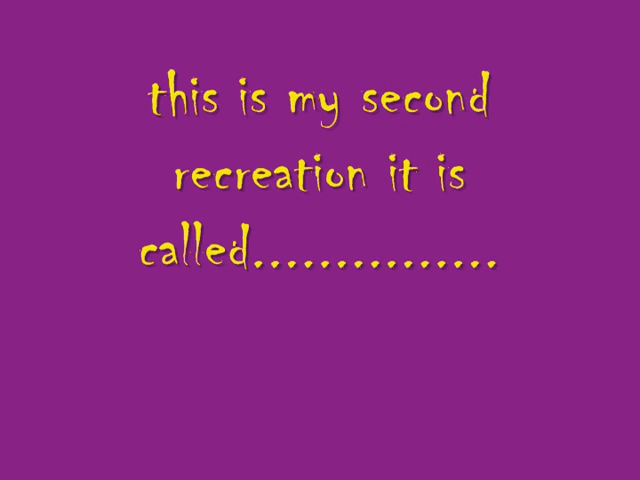 this is my second
recreation it is
called...............